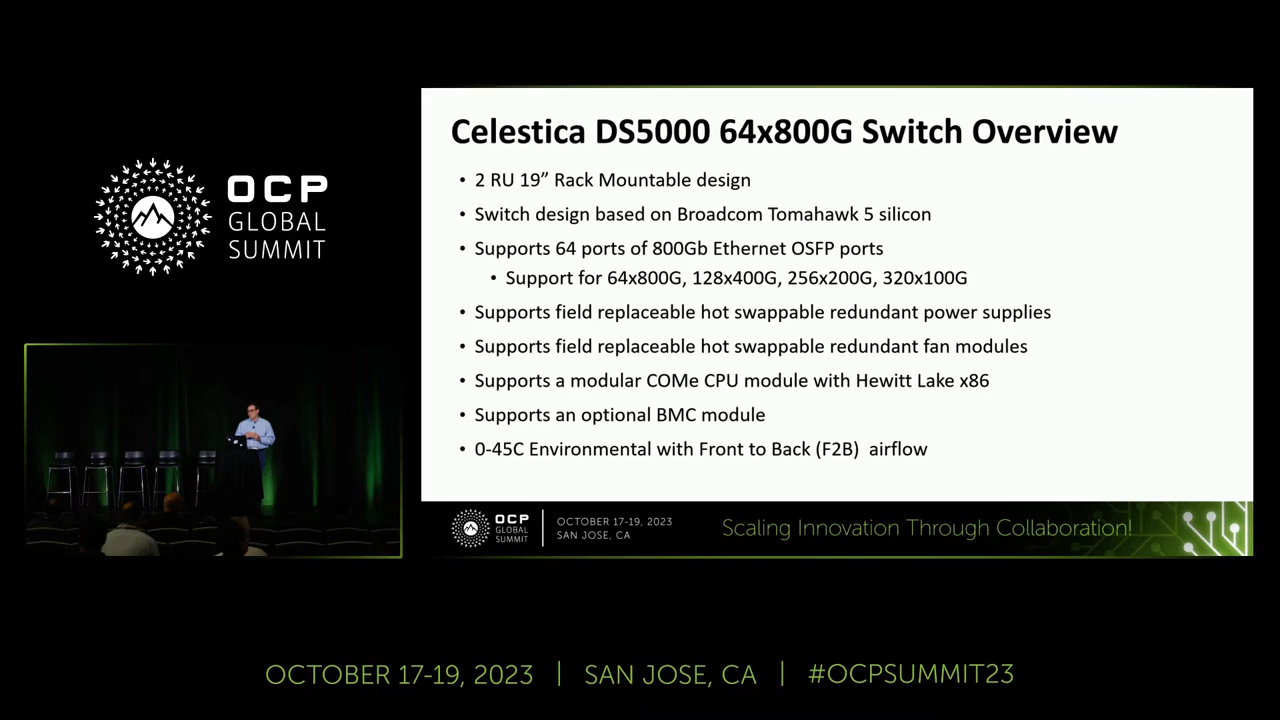 OCP
GLOBAL
SUMMIT
Celestica DS5000 64x800G Switch Overview
• 2 RU 19” Rack Mountable design
• Switch design based on Broadcom Tomahawk 5 silicon
• Supports 64 ports of 800Gb Ethernet OSFP ports
• Support for 64x800G, 128x400G, 256x200G, 320x100G
• Supports field replaceable hot swappable redundant power supplies
• Supports field replaceable hot swappable redundant fan modules
• Supports a modular COMe CPU module with Hewitt Lake x86
• Supports an optional BMC module
• 0-45C Environmental with Front to Back (F2B) airflow
OCP
GLOBAL
SUMMIT
OCTOBER 17-19, 2023
SAN JOSE, CA
Scaling Innovation Through Collaboration!
OCTOBER 17-19, 2023 | SAN JOSE, CA | #OCPSUMMIT23